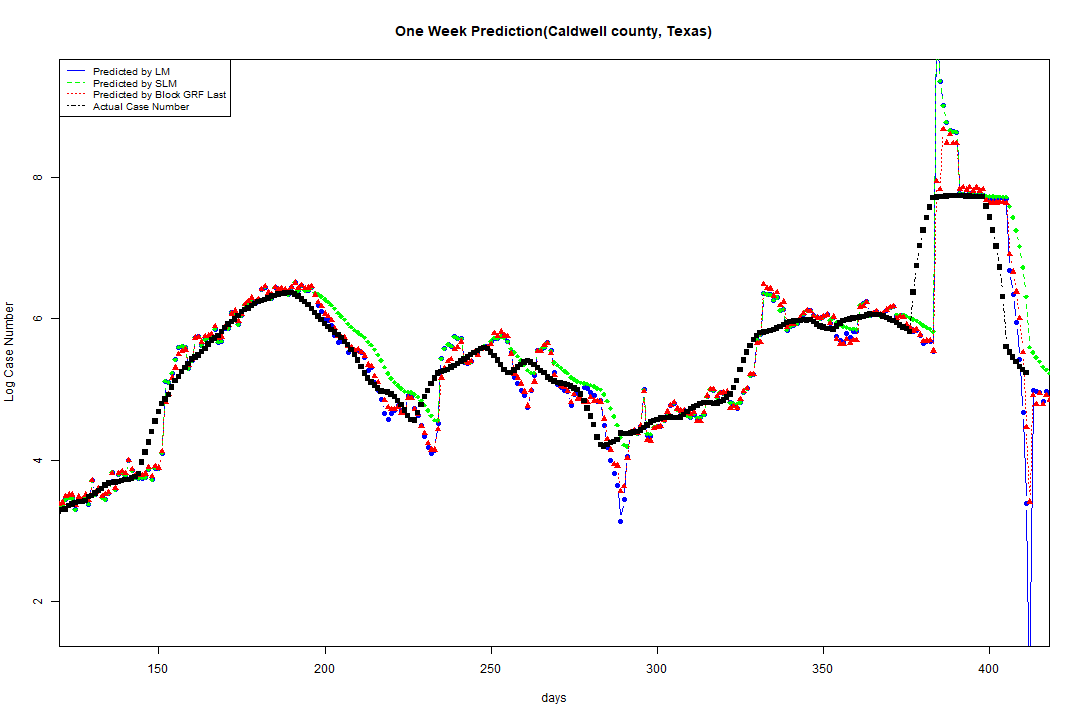 One Week Prediction(Caldwell county, Texas)
Predicted by LM
Predicted by SLM
Predicted by Block GRF Last
Actual Case Number
Log Case Number
8
6
4
2
150 200 250 300 350 400
days